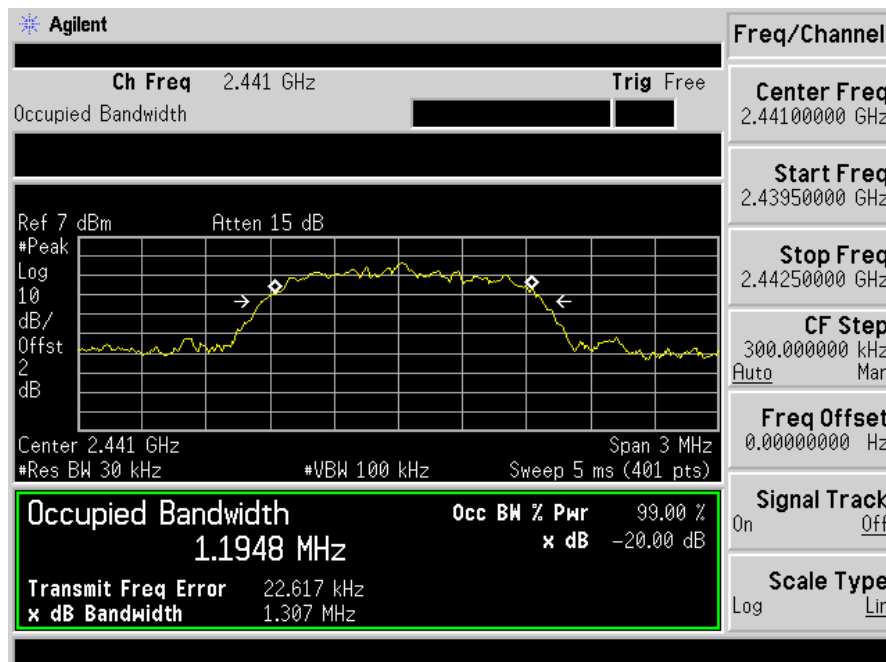 Agilent
Freq/Channel
Ch Freq 2.441 GHz Trig Free
Occupied Bandwidth
Center Freq
2.44100000 GHz
Start Freq
2.43950000 GHz
Stop Freq
2.44250000 GHz
CF Step
300.000000 kHz
Auto Man
Freq Offset
0.00000000 Hz
Signal Track
On Off
Scale Type
Log Lin
Ref 7 dBm Atten 15 dB
#Peak
Log
10
dB/
Offst
2
dB
Center 2.441 GHz Span 3 MHz
#Res BW 30 kHz #VBW 100 kHz Sweep 5 ms (401 pts)
Occupied Bandwidth
1.1948 MHz
Occ BW % Pwr 99.00 %
x dB -20.00 dB
Transmit Freq Error 22.617 kHz
x dB Bandwidth 1.307 MHz